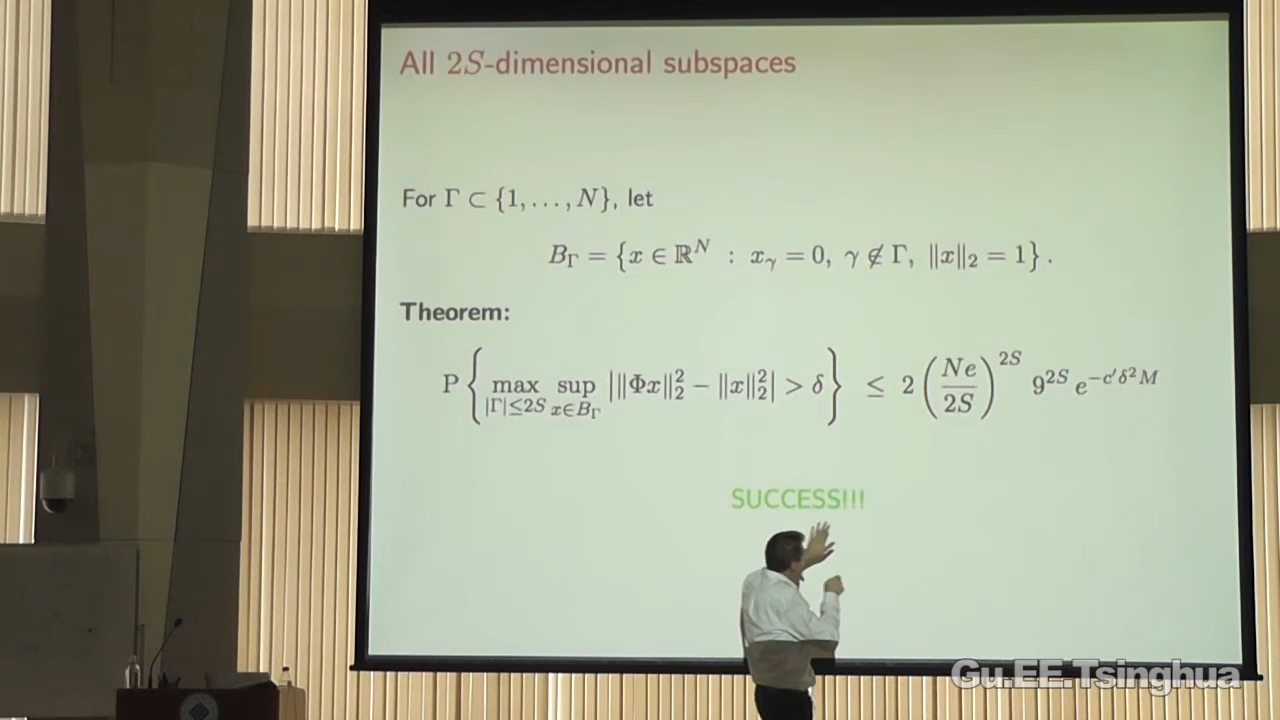 All 2S-dimensional subspaces
For Γ ⊂ {1, . . . , N}, let
B_Γ = {x ∈ ℝ^N : x_γ = 0, γ ∉ Γ, ‖x‖_2 = 1} .
Theorem:
P { max_{|Γ|≤2S} sup_{x∈B_Γ} |‖Φx‖_2^2 − ‖x‖_2^2| > δ } ≤ 2 (Ne/2S)^{2S} 9^{2S} e^{−c′δ^2 M}
SUCCESS!!!
Gu.EE.Tsinghua